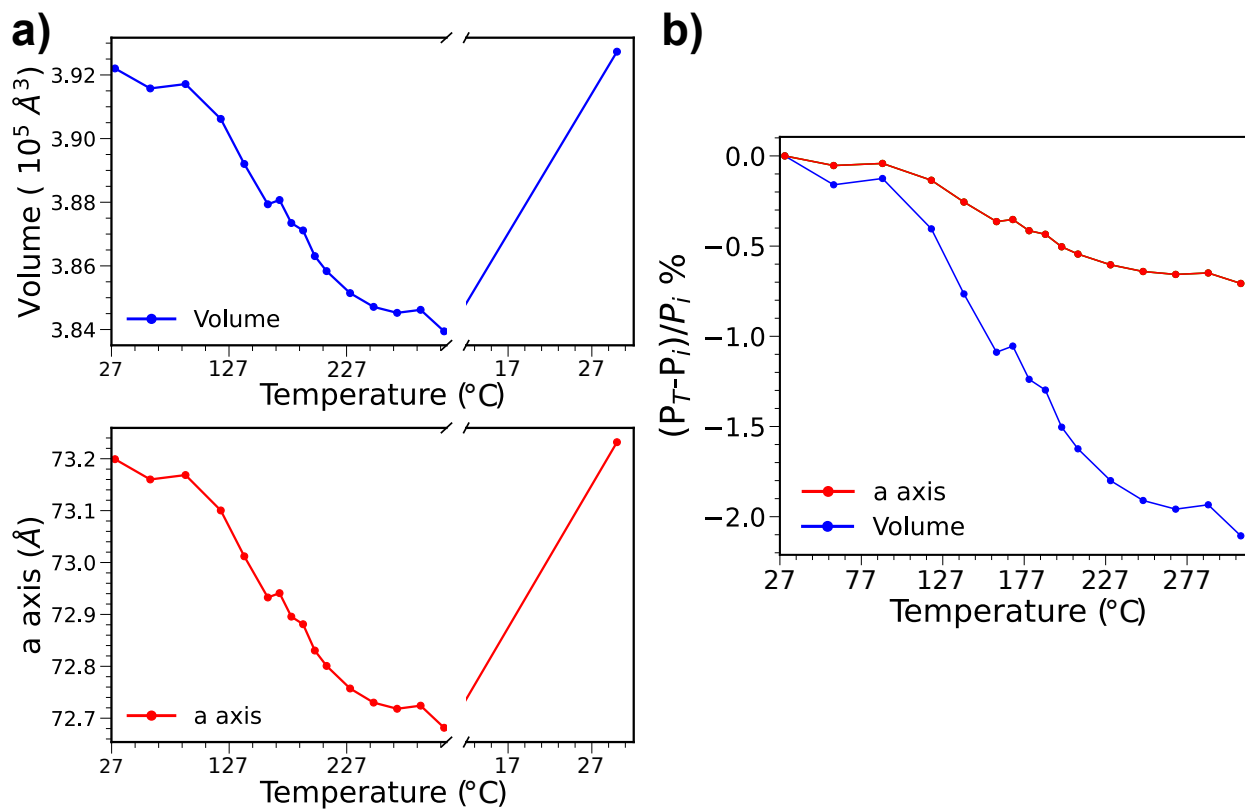 a)
Volume ( 10⁵ Å³)
3.92
3.90
3.88
3.86
3.84
Volume
27 127 227 17 27
Temperature (°C)
a axis (Å)
73.2
73.1
73.0
72.9
72.8
72.7
a axis
27 127 227 17 27
Temperature (°C)
b)
(P_T-P_i)/P_i %
0.0
−0.5
−1.0
−1.5
−2.0
a axis
Volume
27 77 127 177 227 277
Temperature (°C)